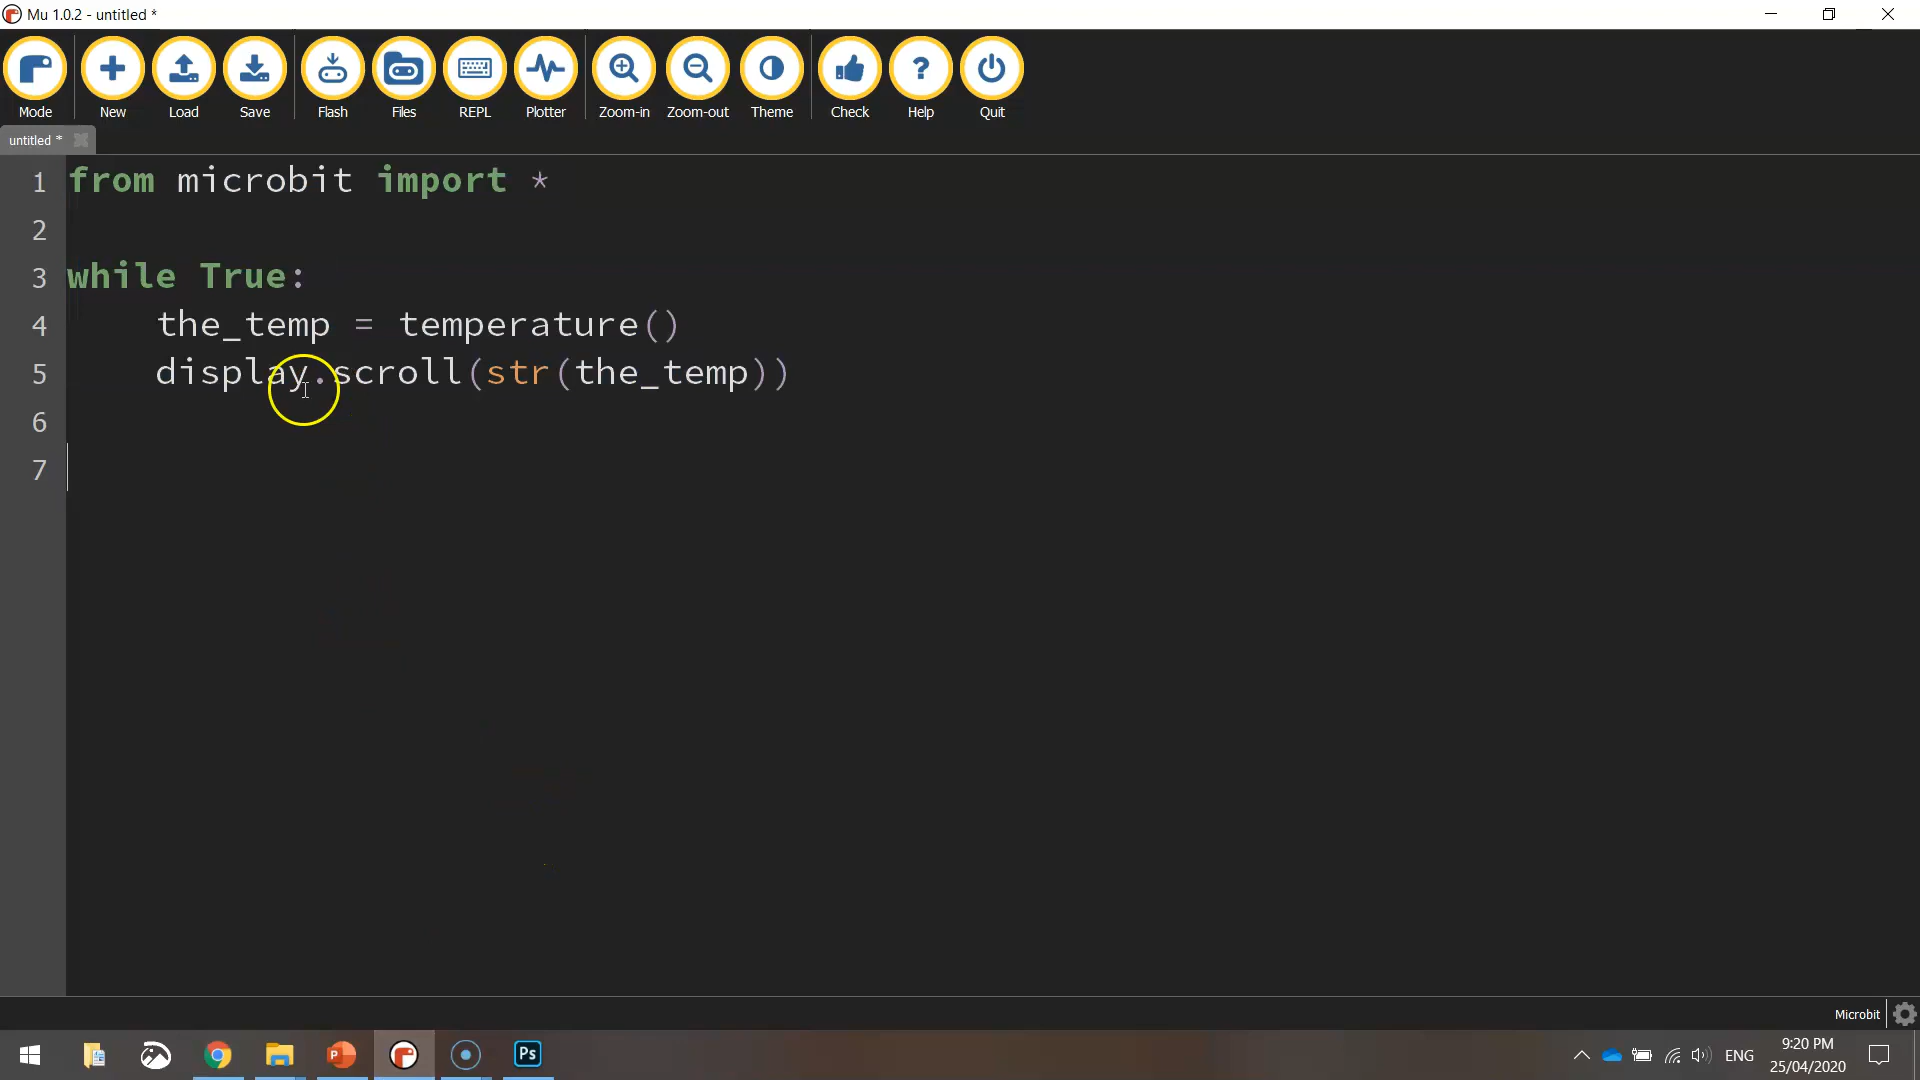 Mu 1.0.2 - untitled *
Mode New Load Save Flash Files REPL Plotter Zoom-in Zoom-out Theme Check Help Quit
untitled *
1 from microbit import *
2
3 while True:
4 the_temp = temperature()
5 display.scroll(str(the_temp))
6
7
Microbit
P Ps ENG 9:20 PM
25/04/2020